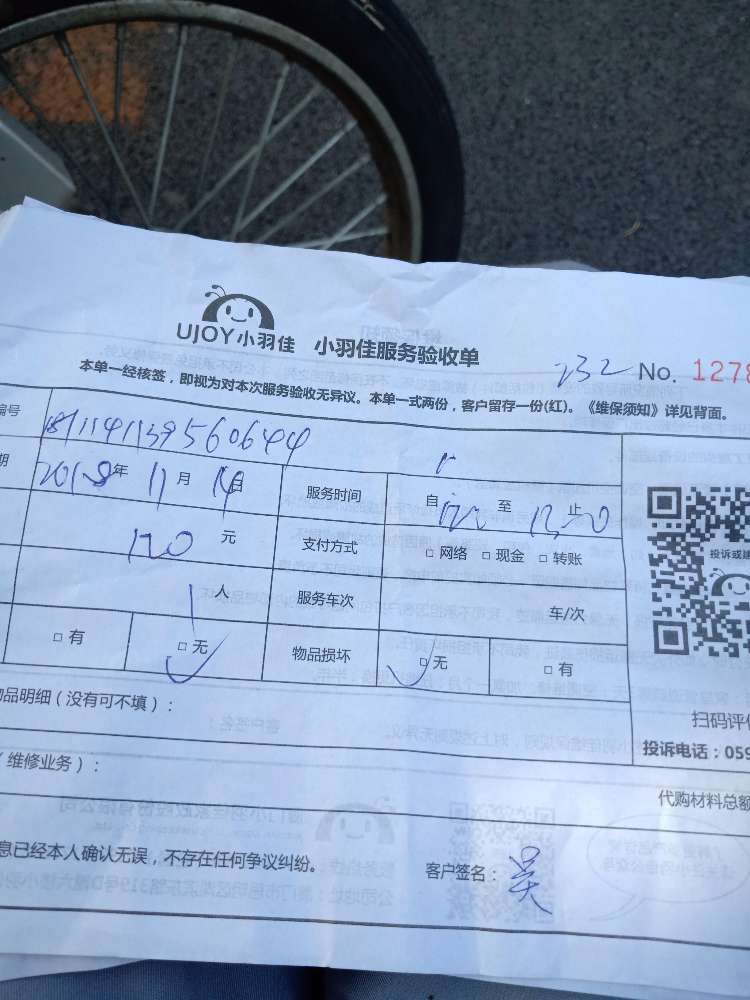 UJOY小羽佳 小羽佳服务验收单
232 No. 1278
本单一经核签，即视为对本次服务验收无异议。本单一式两份，客户留存一份(红)。《维保须知》详见背面。
编号
期 2018年 11月 14日 服务时间 自 至 止
120 元 支付方式 □ 网络 □ 现金 □ 转账
投诉或建
1 人 服务车次 车/次
□ 有 □ 无 物品损坏 □ 无 □ 有
物品明细（没有可不填）：
扫码评价
投诉电话：059
（维修业务）：
代购材料总额
息已经本人确认无误，不存在任何争议纠纷。
客户签名：吴